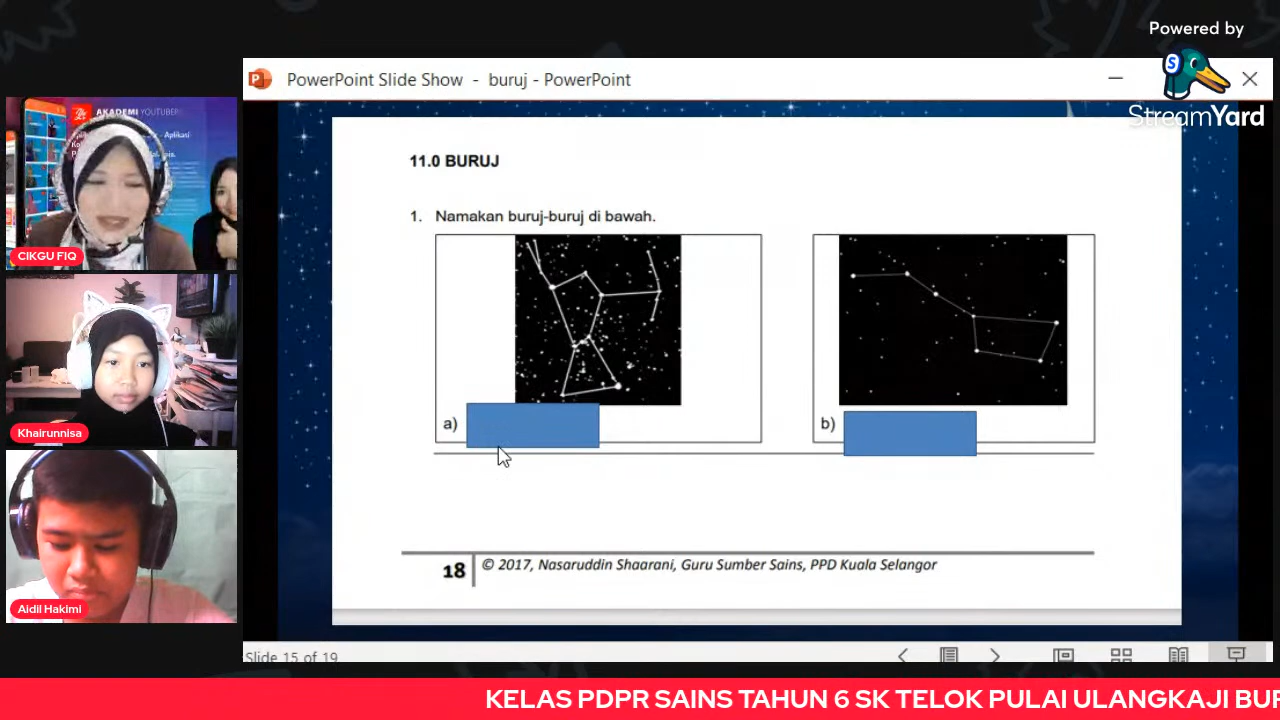 Powered by
StreamYard
PowerPoint Slide Show - buruj - PowerPoint
AKADEMI YOUTUBER
CIKGU FIQ
Khairunnisa
Aidil Hakimi
11.0 BURUJ
1. Namakan buruj-buruj di bawah.
a)
b)
18
© 2017, Nasaruddin Shaarani, Guru Sumber Sains, PPD Kuala Selangor
Slide 15 of 19
KELAS PDPR SAINS TAHUN 6 SK TELOK PULAI ULANGKAJI